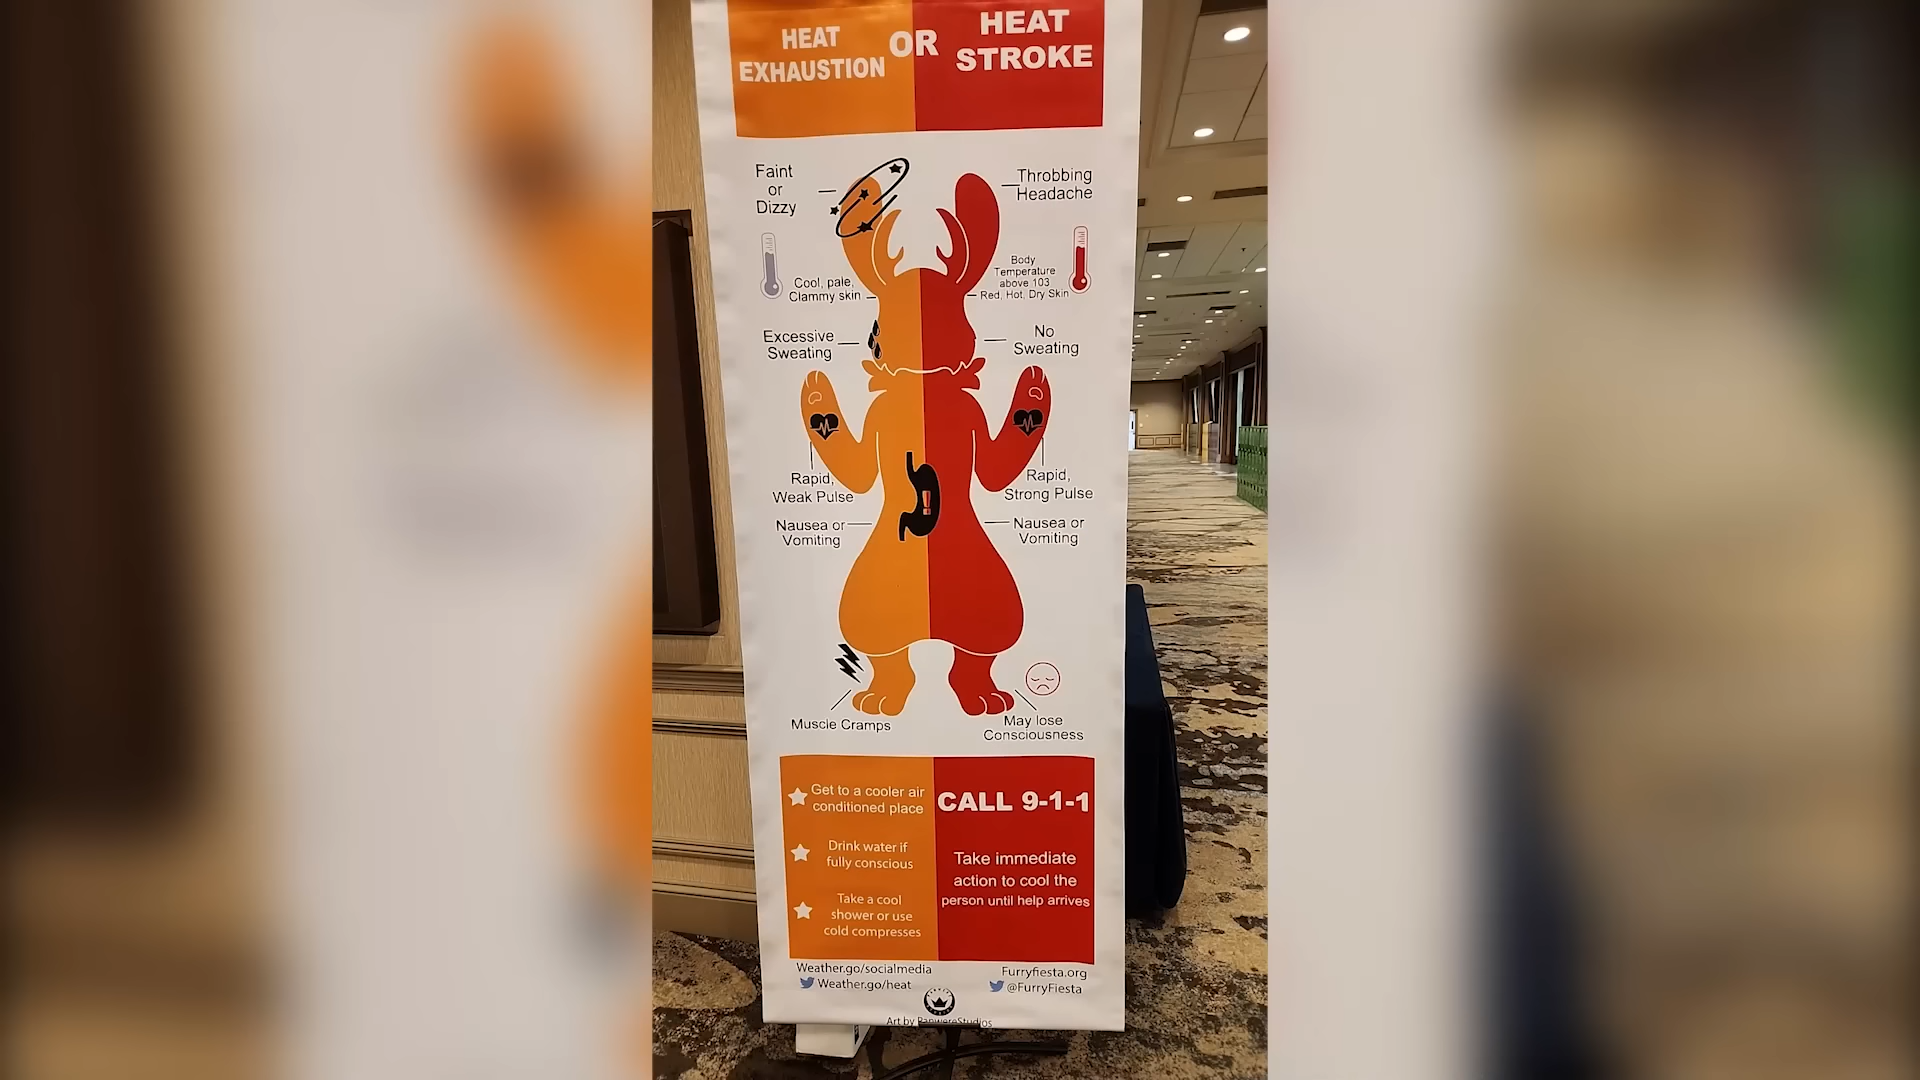 HEAT
EXHAUSTION
OR
HEAT
STROKE
Faint
or
Dizzy
Throbbing
Headache
Cool, pale,
Clammy skin
Body
Temperature
above 103
Red, Hot, Dry Skin
Excessive
Sweating
No
Sweating
Rapid,
Weak Pulse
Rapid,
Strong Pulse
Nausea or
Vomiting
Nausea or
Vomiting
Muscle Cramps
May lose
Consciousness
Get to a cooler air
conditioned place
Drink water if
fully conscious
Take a cool
shower or use
cold compresses
CALL 9-1-1
Take immediate
action to cool the
person until help arrives
Weather.go/socialmedia
Weather.go/heat
Furryfiesta.org
@FurryFiesta
Art by PanwereStudios